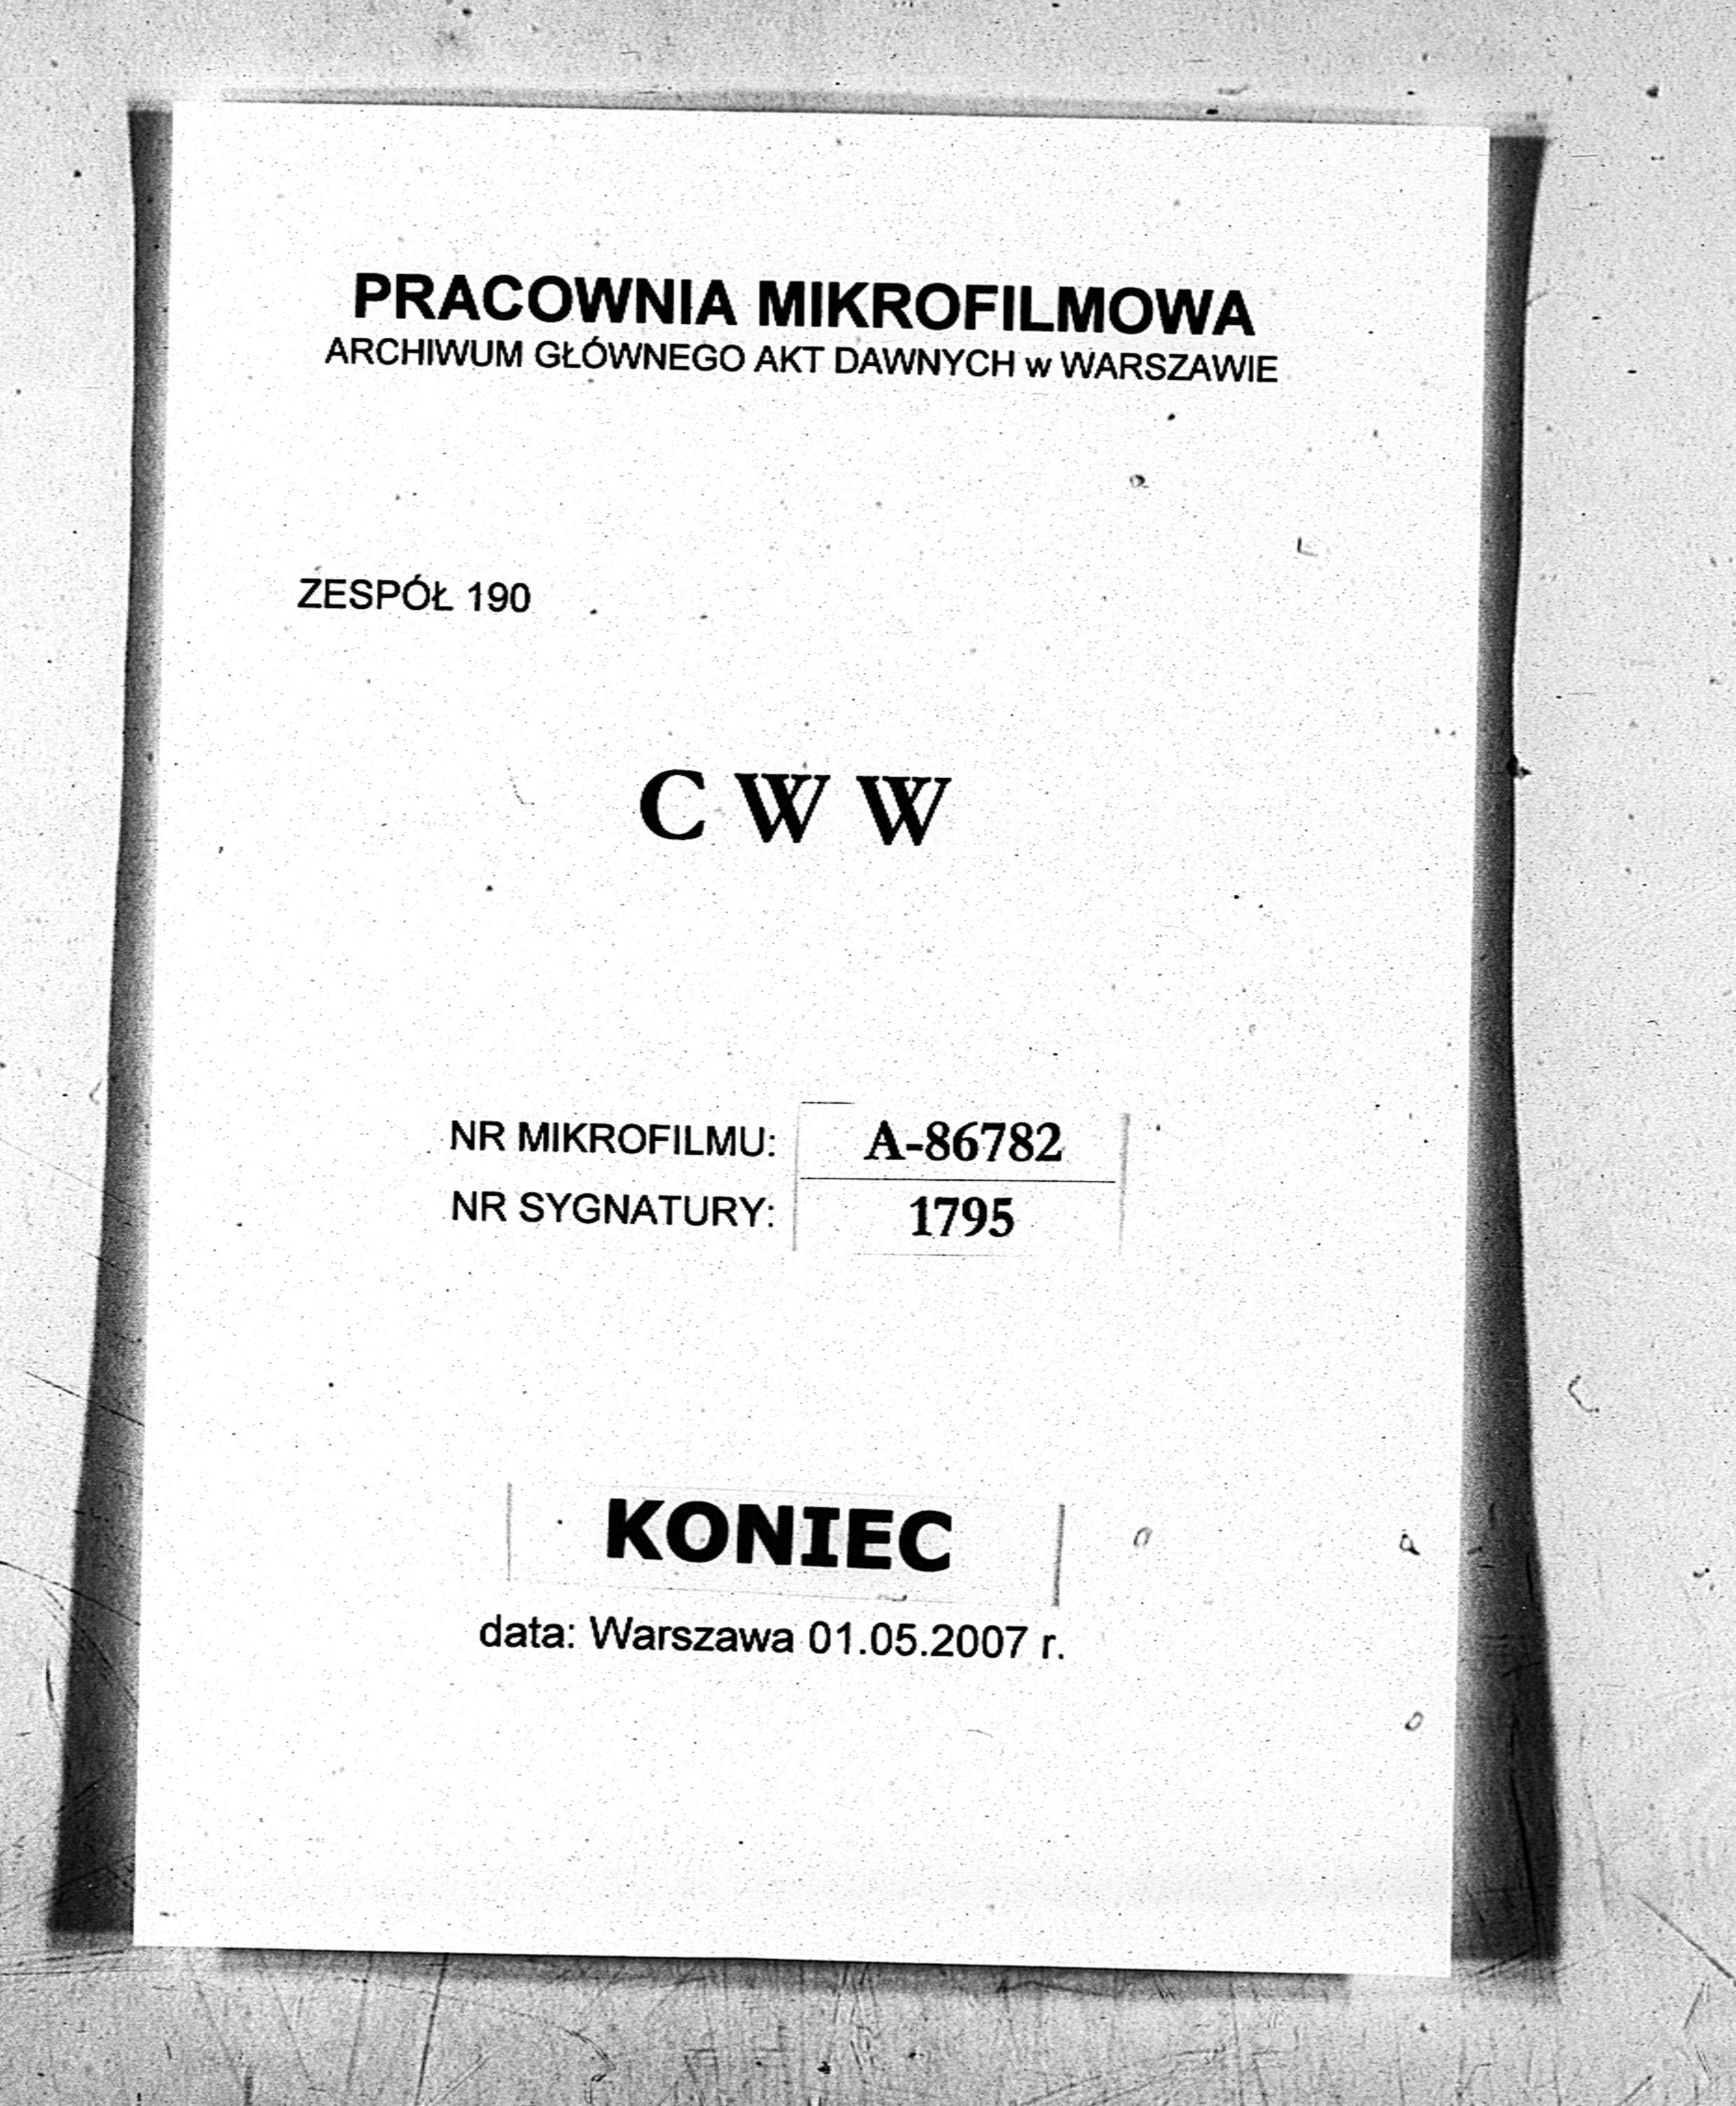 PRACOWNIA MIKROFILMOWA
ARCHIWUM GŁÓWNEGO AKT DAWNYCH w WARSZAWIE
ZESPÓŁ 190
C W W
NR MIKROFILMU: A-86782
NR SYGNATURY: 1795
KONIEC
data: Warszawa 01.05.2007 r.